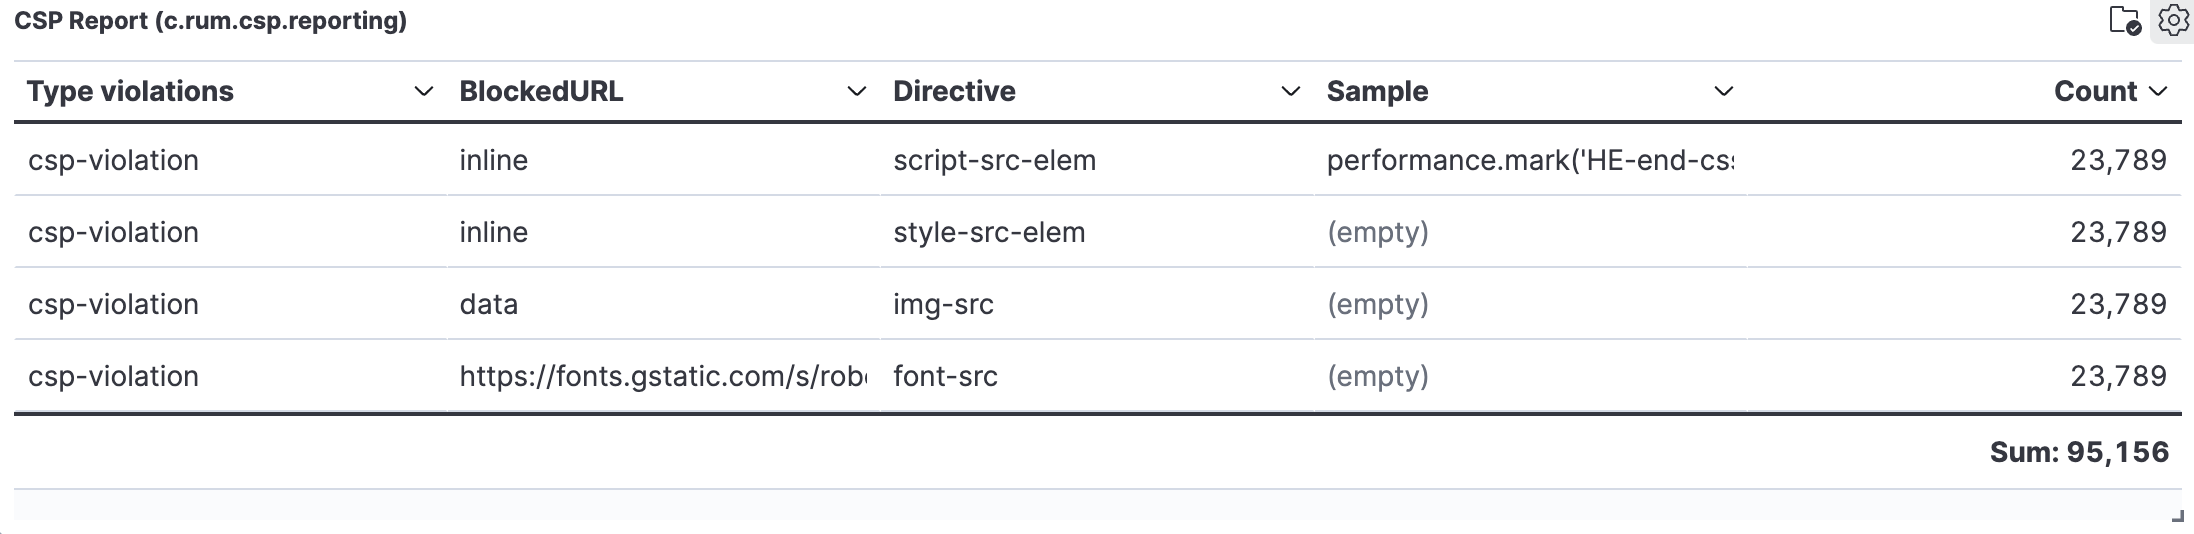 CSP Report (c.rum.csp.reporting)
Type violations BlockedURL Directive Sample Count
csp-violation inline script-src-elem performance.mark('HE-end-css 23,789
csp-violation inline style-src-elem (empty) 23,789
csp-violation data img-src (empty) 23,789
csp-violation https://fonts.gstatic.com/s/robo font-src (empty) 23,789
Sum: 95,156